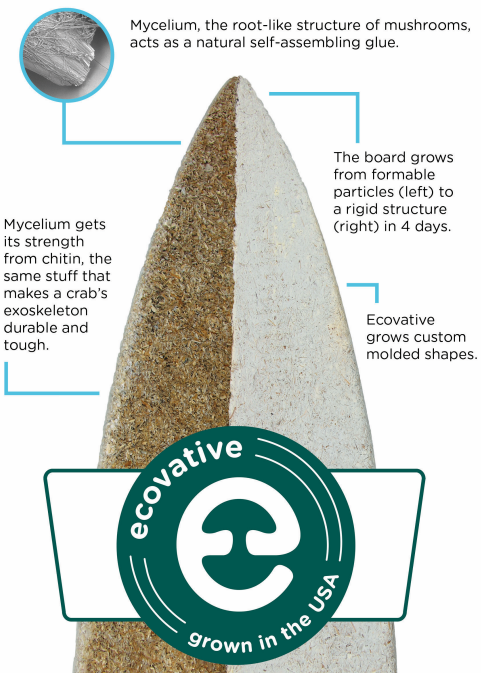 Mycelium, the root-like structure of mushrooms,
acts as a natural self-assembling glue.
The board grows
from formable
particles (left) to
a rigid structure
(right) in 4 days.
Mycelium gets
its strength
from chitin, the
same stuff that
makes a crab's
exoskeleton
durable and
tough.
Ecovative
grows custom
molded shapes.
ecovative
e
grown in the USA